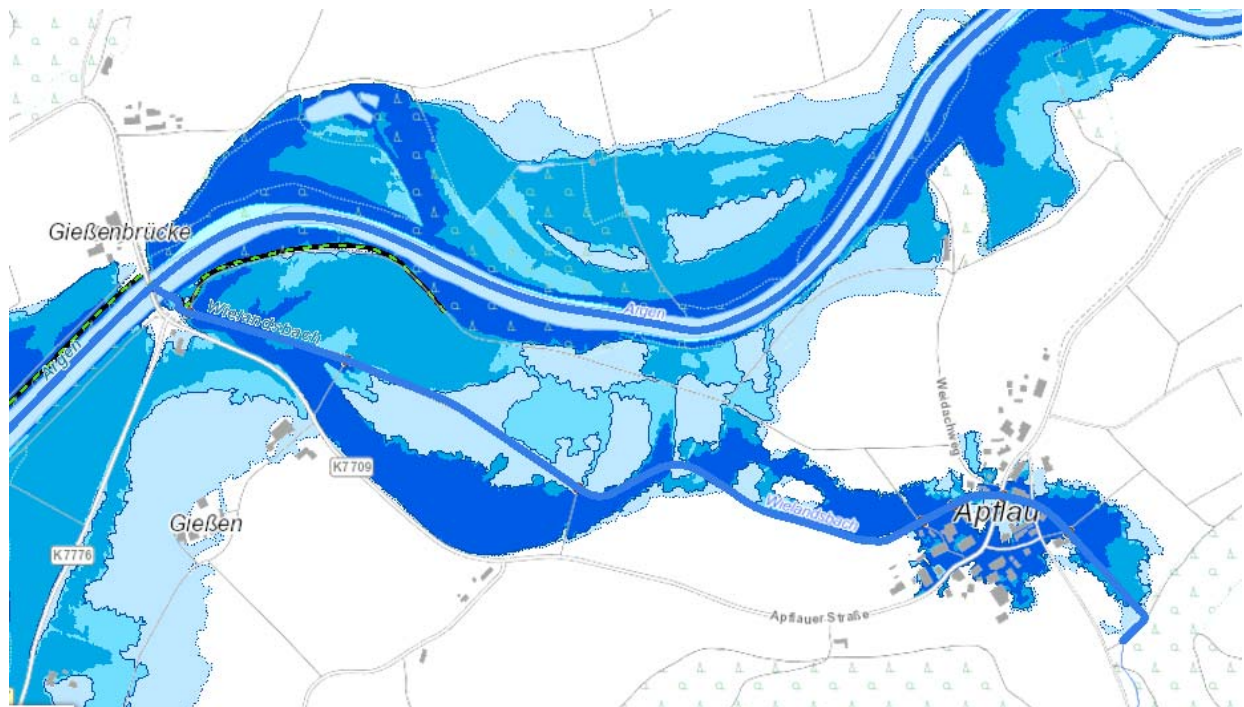 Gießenbrücke
Wielandsbach
Argen
Argen
Weidachweg
K7709
Wielandsbach
Apflau
Gießen
K7776
Apflauer Straße